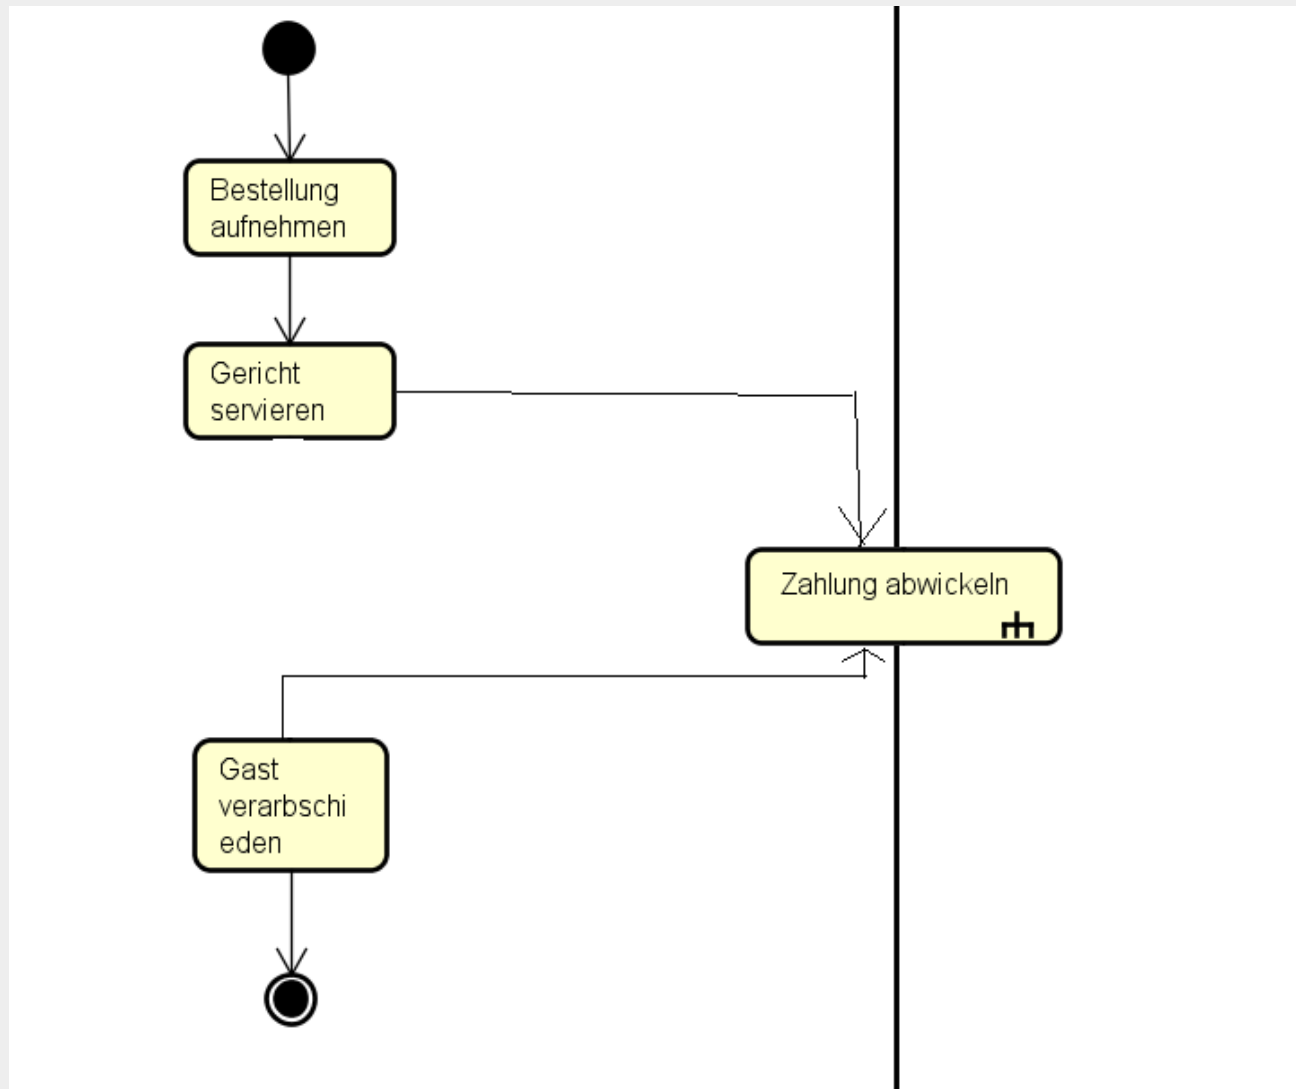 Bestellung
aufnehmen
Gericht
servieren
Zahlung abwickeln
Gast
verarbschi
eden